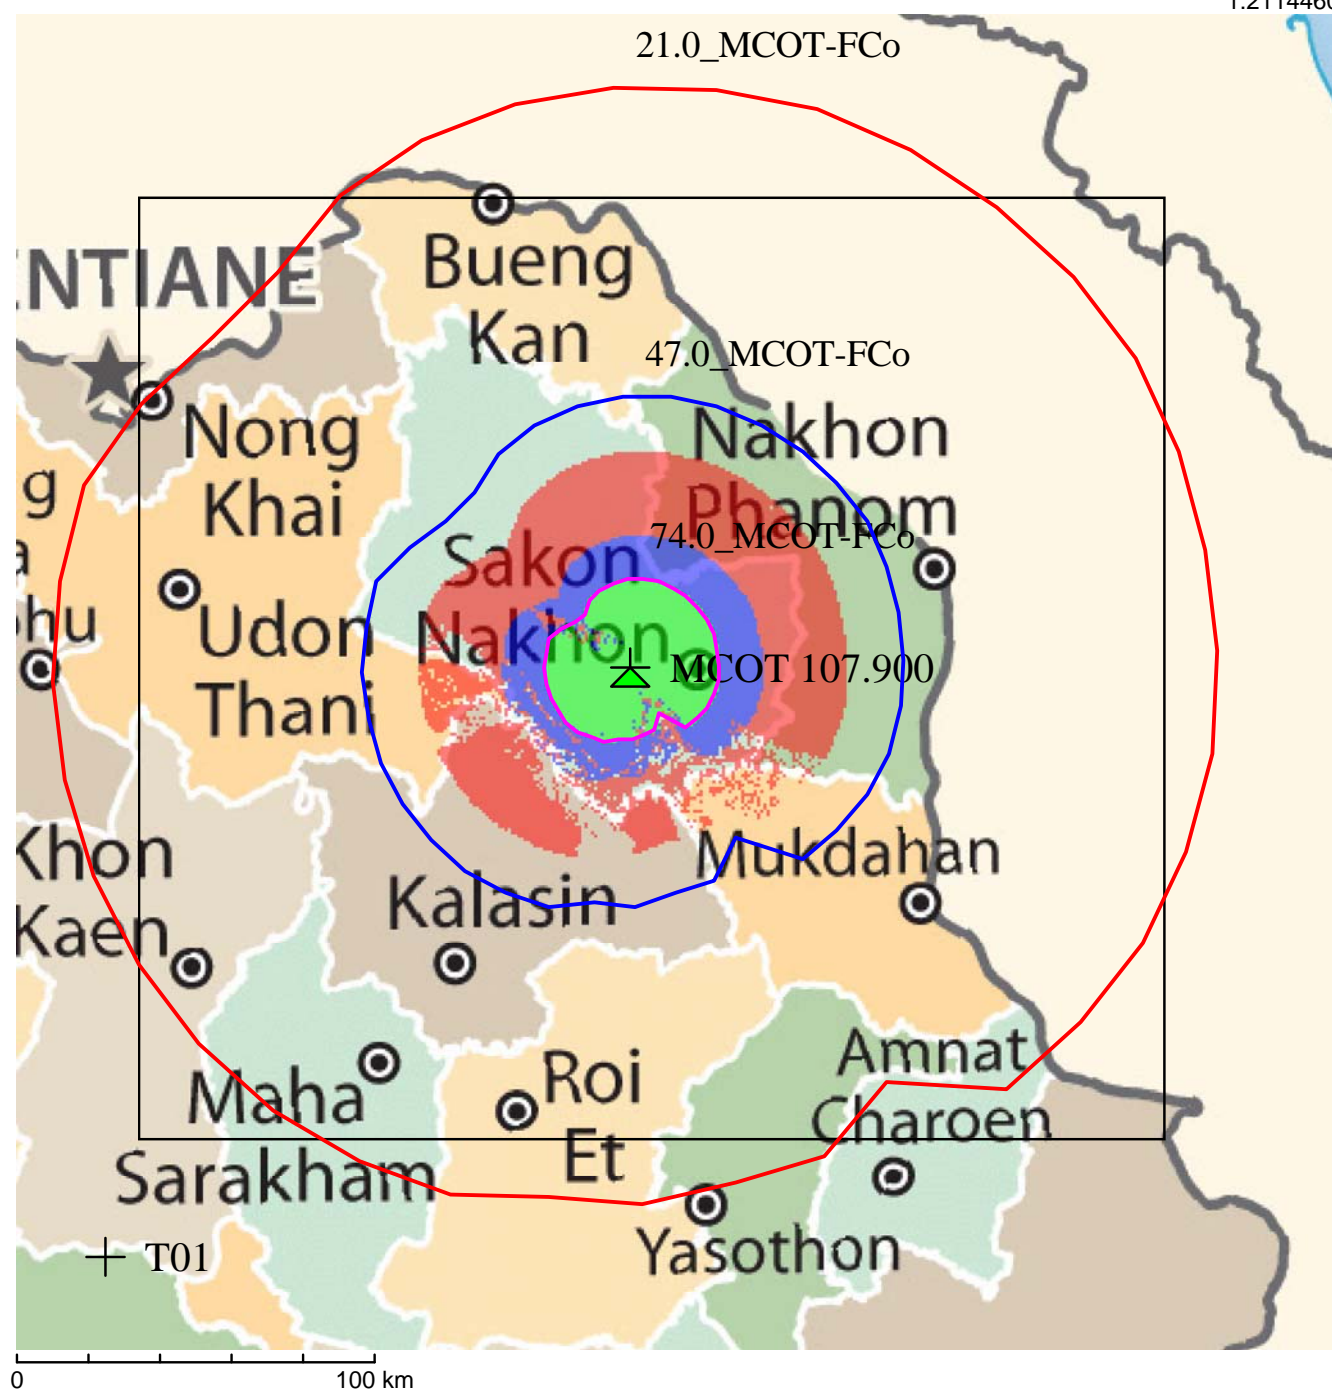 21.0_MCOT-FCo
ENTIANE
Bueng
Kan
47.0_MCOT-FCo
Nong
Khai
Nakhon
Phanom
g
a
74.0_MCOT-FCo
Sakon
Nakhon
hu
Udon
Thani
MCOT 107.900
Khon
Kaen
Mukdahan
Kalasin
Amnat
Charoen
Roi
Et
Maha
Sarakham
Yasothon
T01
0
100 km